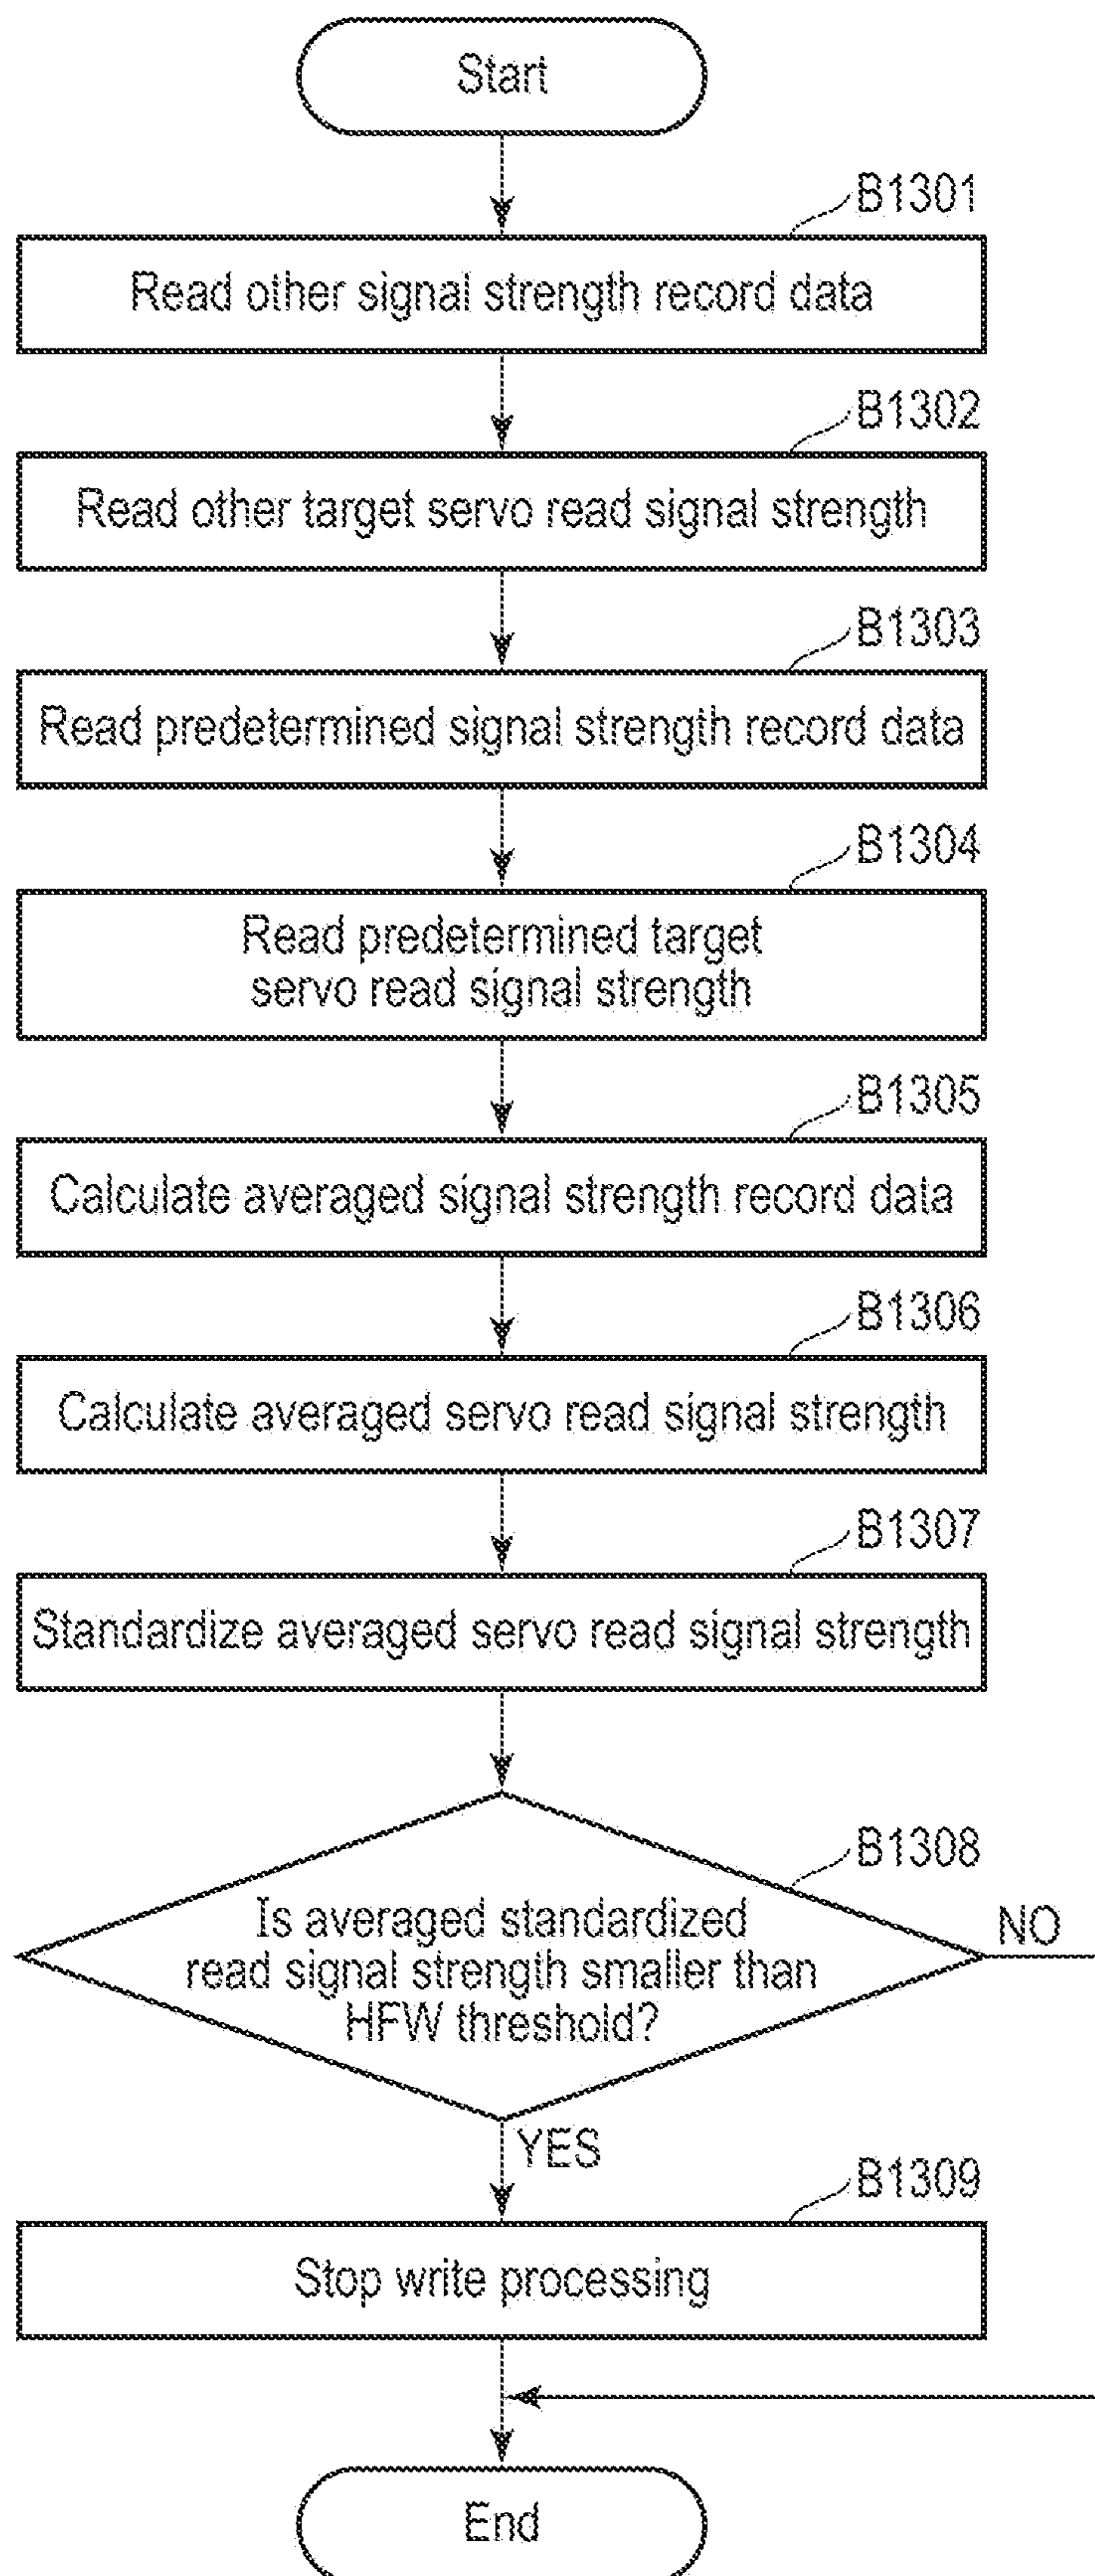 Start
B1301
Read other signal strength record data
B1302
Read other target servo read signal strength
B1303
Read predetermined signal strength record data
B1304
Read predetermined target
servo read signal strength
B1305
Calculate averaged signal strength record data
B1306
Calculate averaged servo read signal strength
B1307
Standardize averaged servo read signal strength
B1308
Is averaged standardized
read signal strength smaller than
HFW threshold?
NO
YES
B1309
Stop write processing
End